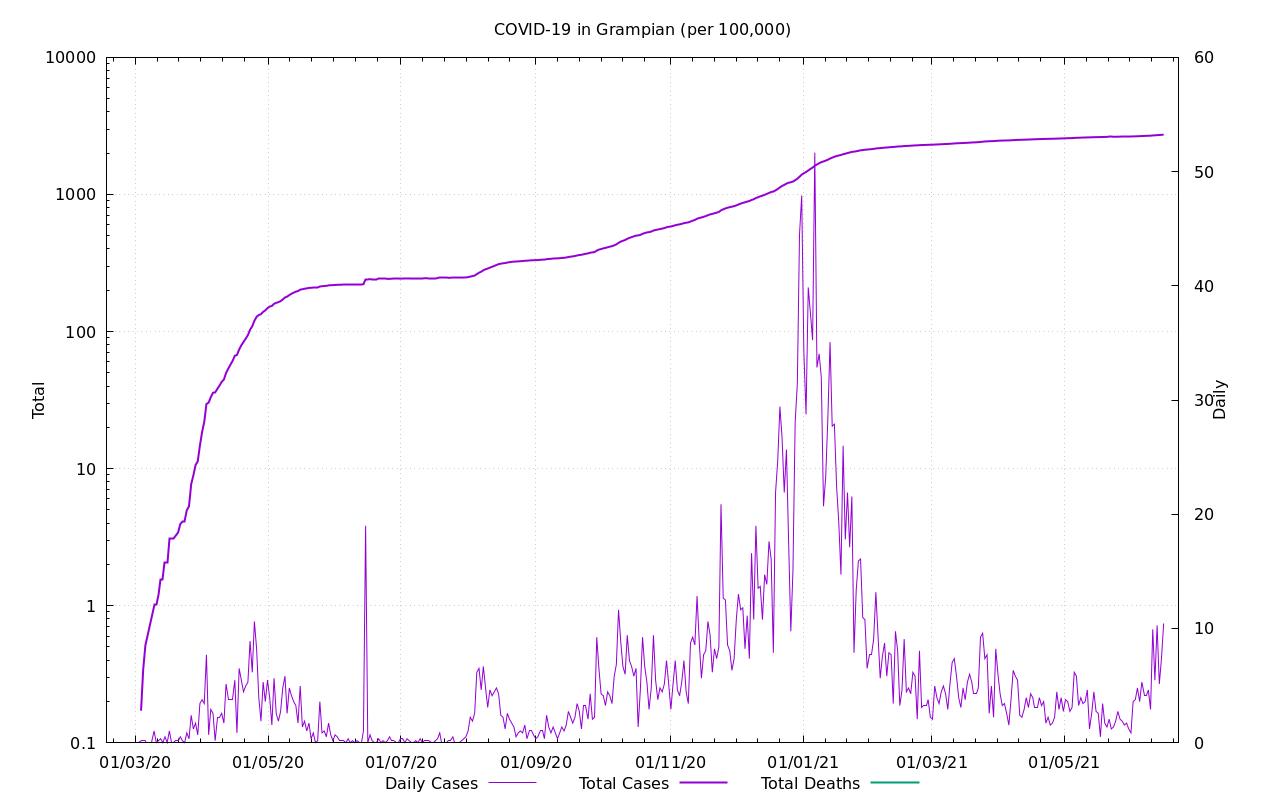 COVID-19 in Grampian (per 100,000)
10000
1000
100
10
1
0.1
Total
60
50
40
30
20
10
0
Daily
01/03/20 01/05/20 01/07/20 01/09/20 01/11/20 01/01/21 01/03/21 01/05/21
Daily Cases Total Cases Total Deaths